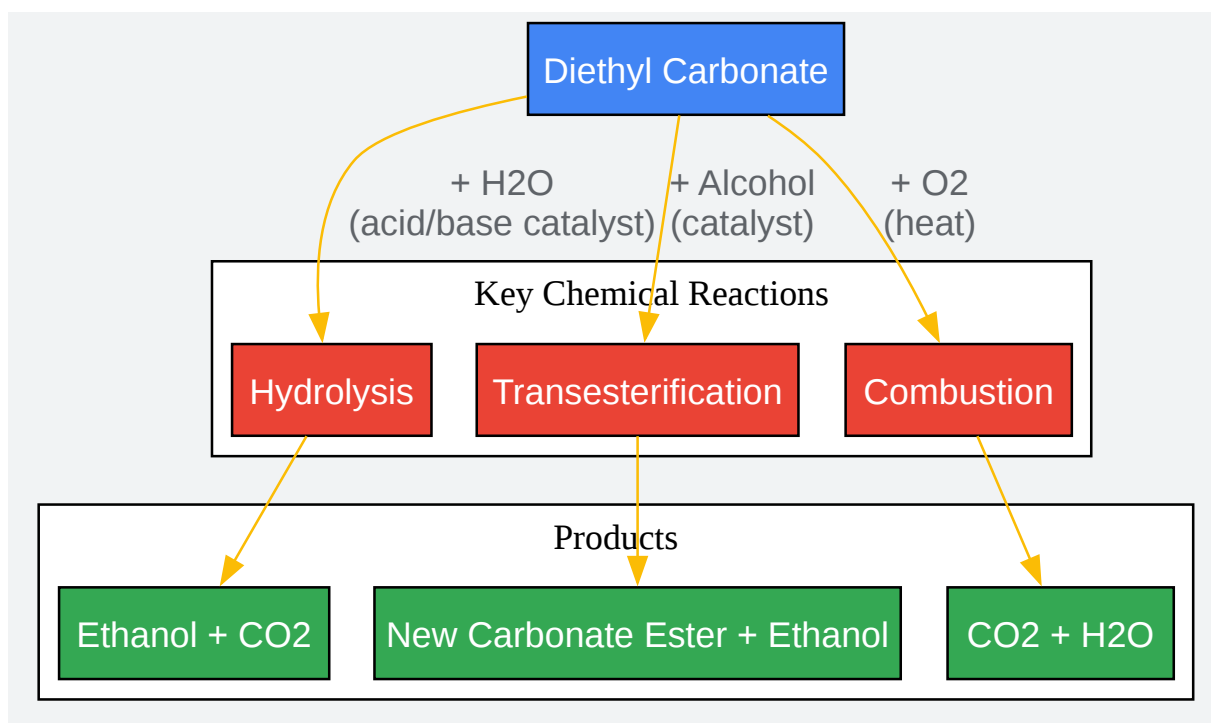 Diethyl Carbonate
+ H2O
(acid/base catalyst)
+ Alcohol
(catalyst)
+ O2
(heat)
Key Chemical Reactions
Hydrolysis
Transesterification
Combustion
Products
Ethanol + CO2
New Carbonate Ester + Ethanol
CO2 + H2O